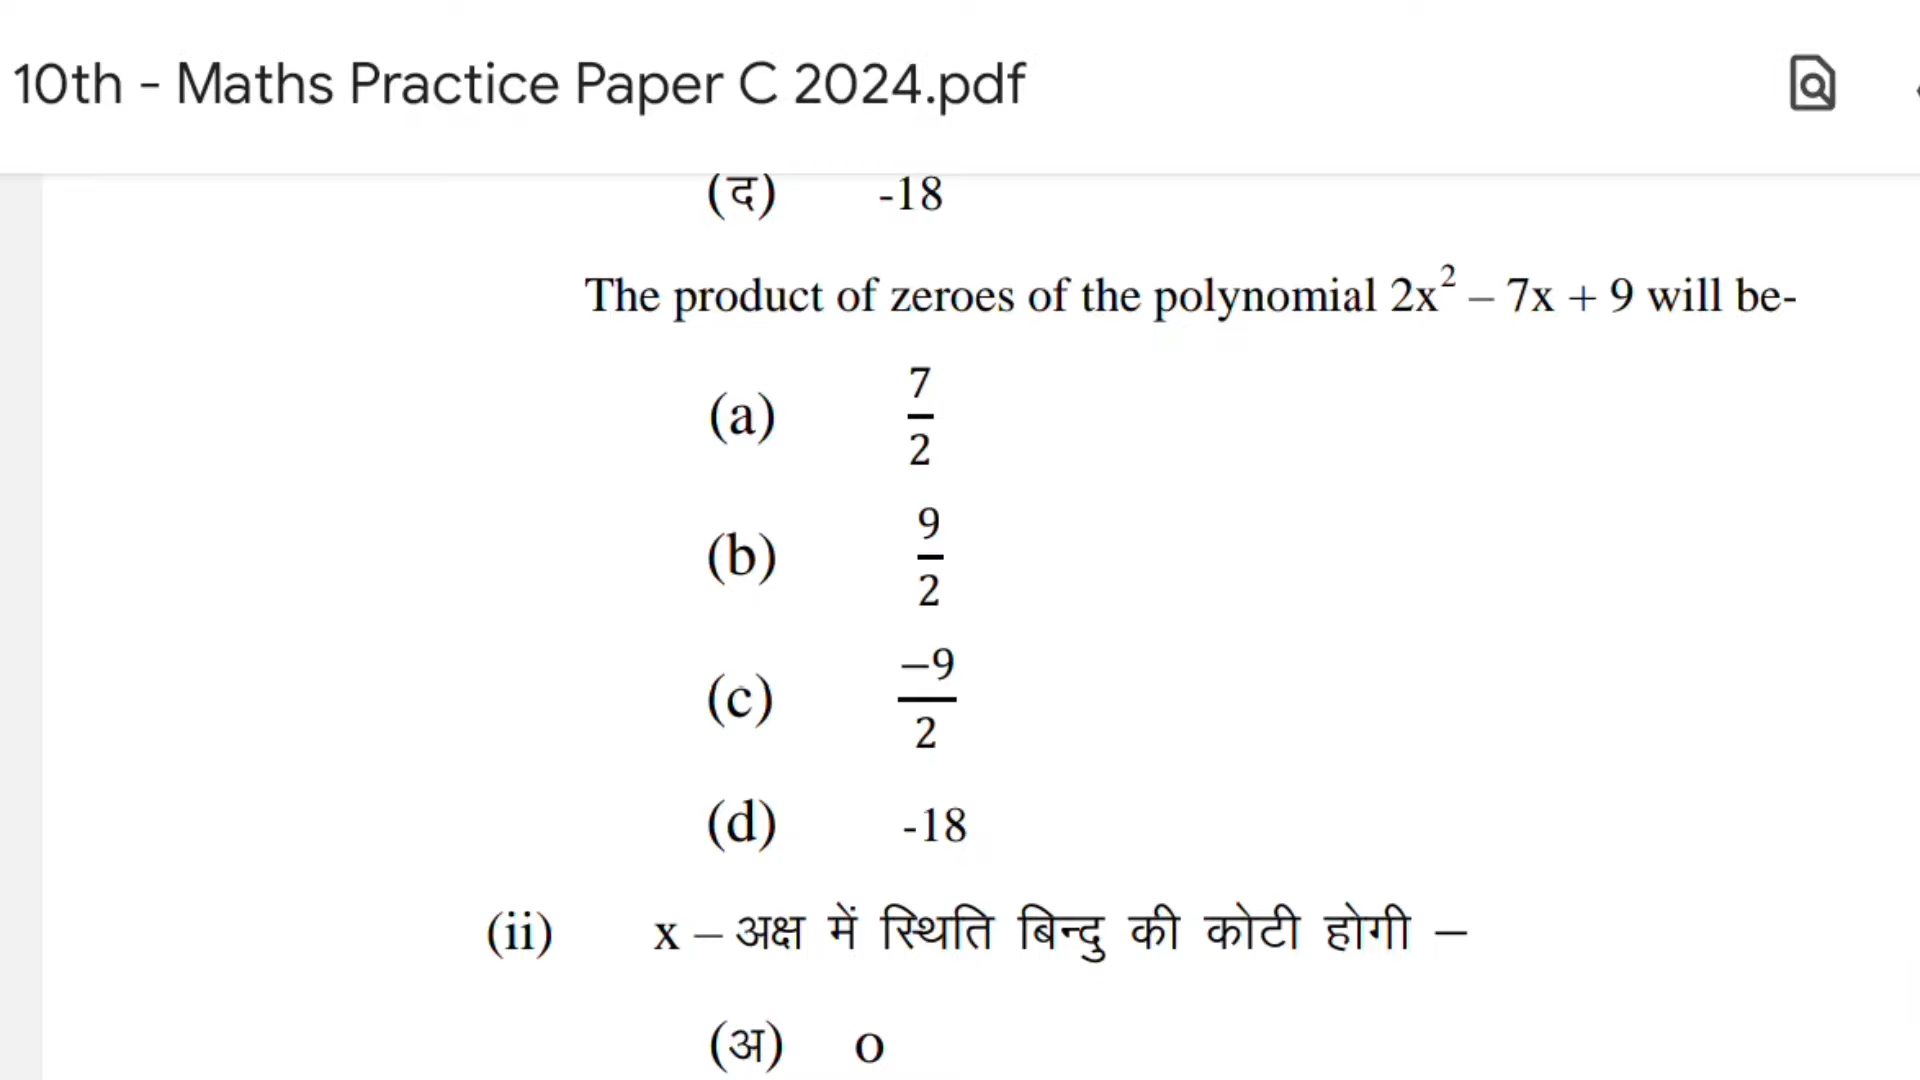 10th - Maths Practice Paper C 2024.pdf
(द) -18
The product of zeroes of the polynomial 2x² – 7x + 9 will be-
(a) 7/2
(b) 9/2
(c) −9/2
(d) -18
(ii) x – अक्ष में स्थिति बिन्दु की कोटी होगी –
(अ) o